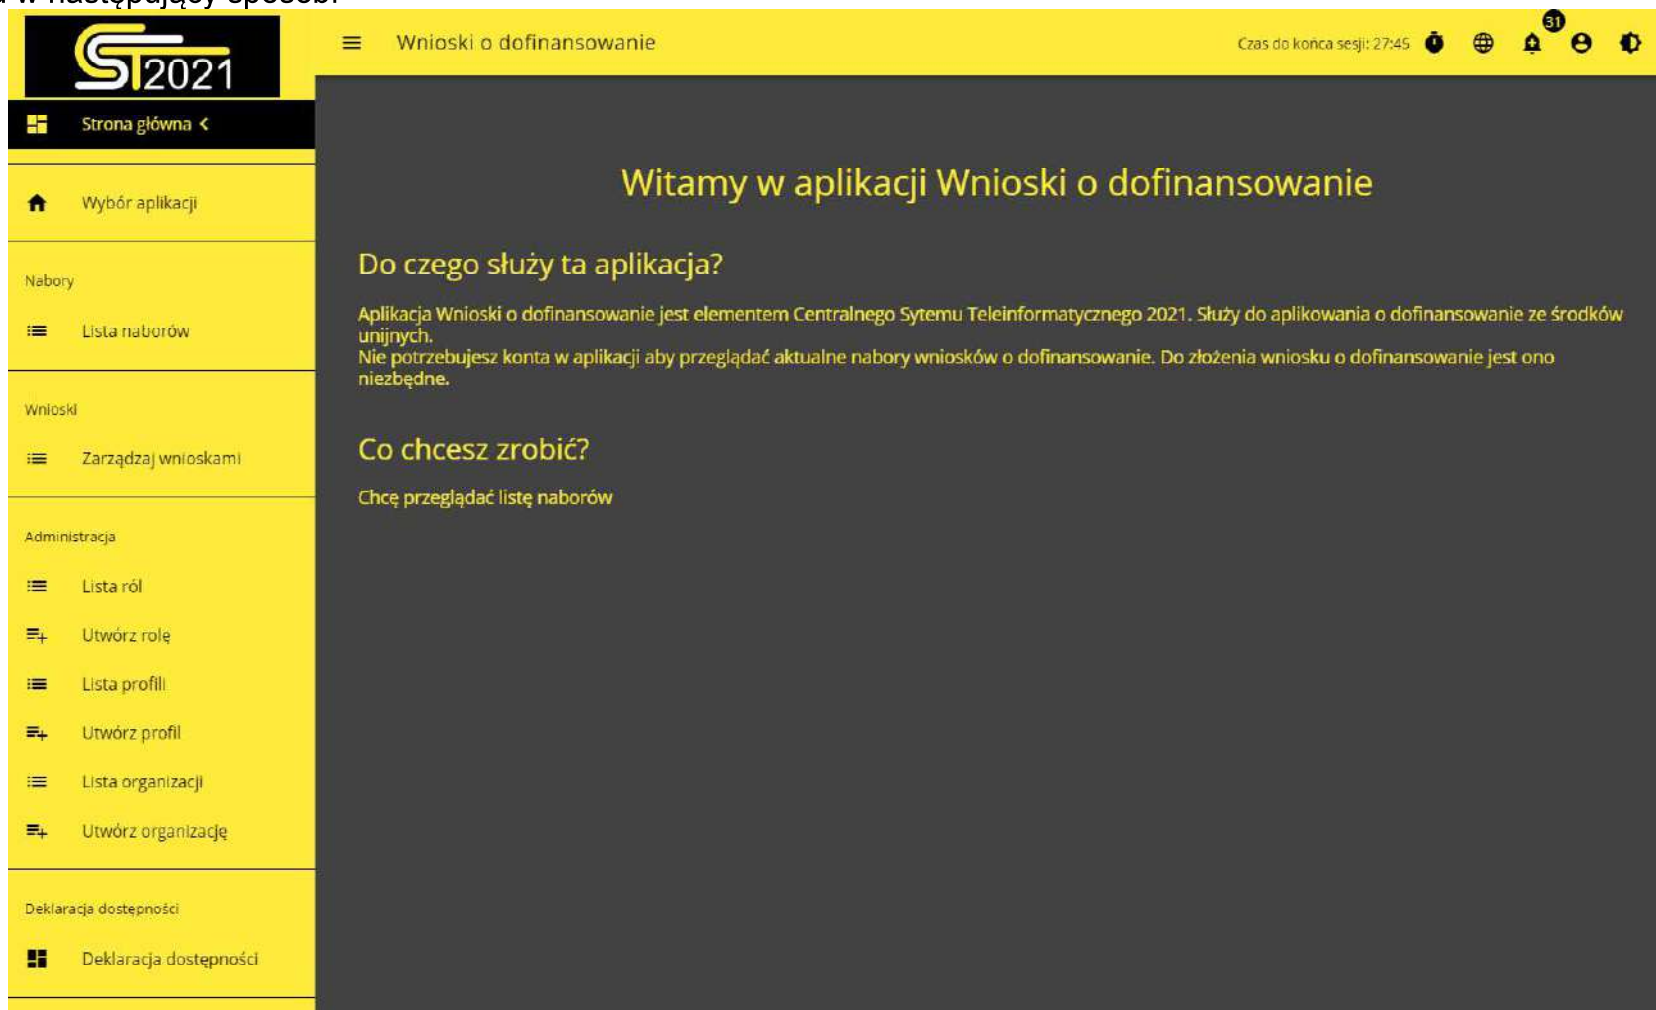 w następujący sposób:
ST2021
Wnioski o dofinansowanie
Czas do końca sesji: 27:45
31
Strona główna <
Wybór aplikacji
Nabory
Lista naborów
Wnioski
Zarządzaj wnioskami
Administracja
Lista ról
Utwórz rolę
Lista profili
Utwórz profil
Lista organizacji
Utwórz organizację
Deklaracja dostępności
Deklaracja dostępności
Witamy w aplikacji Wnioski o dofinansowanie
Do czego służy ta aplikacja?
Aplikacja Wnioski o dofinansowanie jest elementem Centralnego Sytemu Teleinformatycznego 2021. Służy do aplikowania o dofinansowanie ze środków
unijnych.
Nie potrzebujesz konta w aplikacji aby przeglądać aktualne nabory wniosków o dofinansowanie. Do złożenia wniosku o dofinansowanie jest ono
niezbędne.
Co chcesz zrobić?
Chcę przeglądać listę naborów